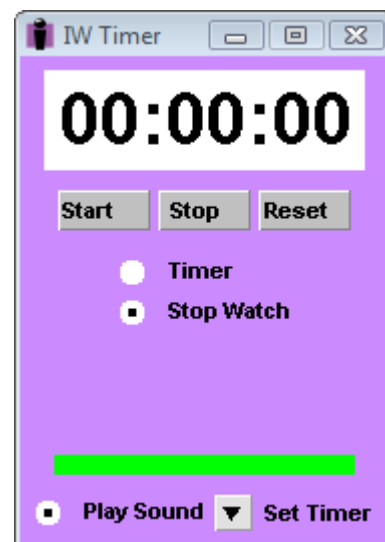 IW Timer
00:00:00
Start Stop Reset
Timer
Stop Watch
Play Sound Set Timer